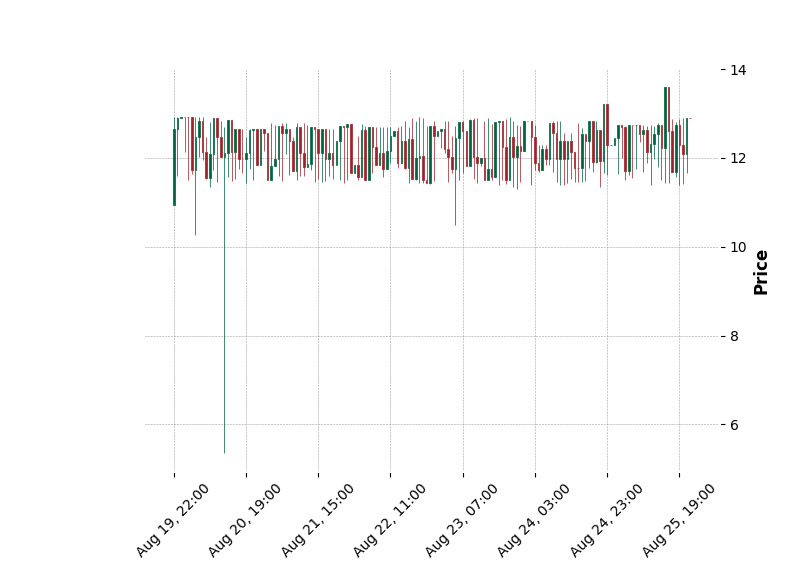 14
12
10
8
6
Price
Aug 19, 22:00
Aug 20, 19:00
Aug 21, 15:00
Aug 22, 11:00
Aug 23, 07:00
Aug 24, 03:00
Aug 24, 23:00
Aug 25, 19:00